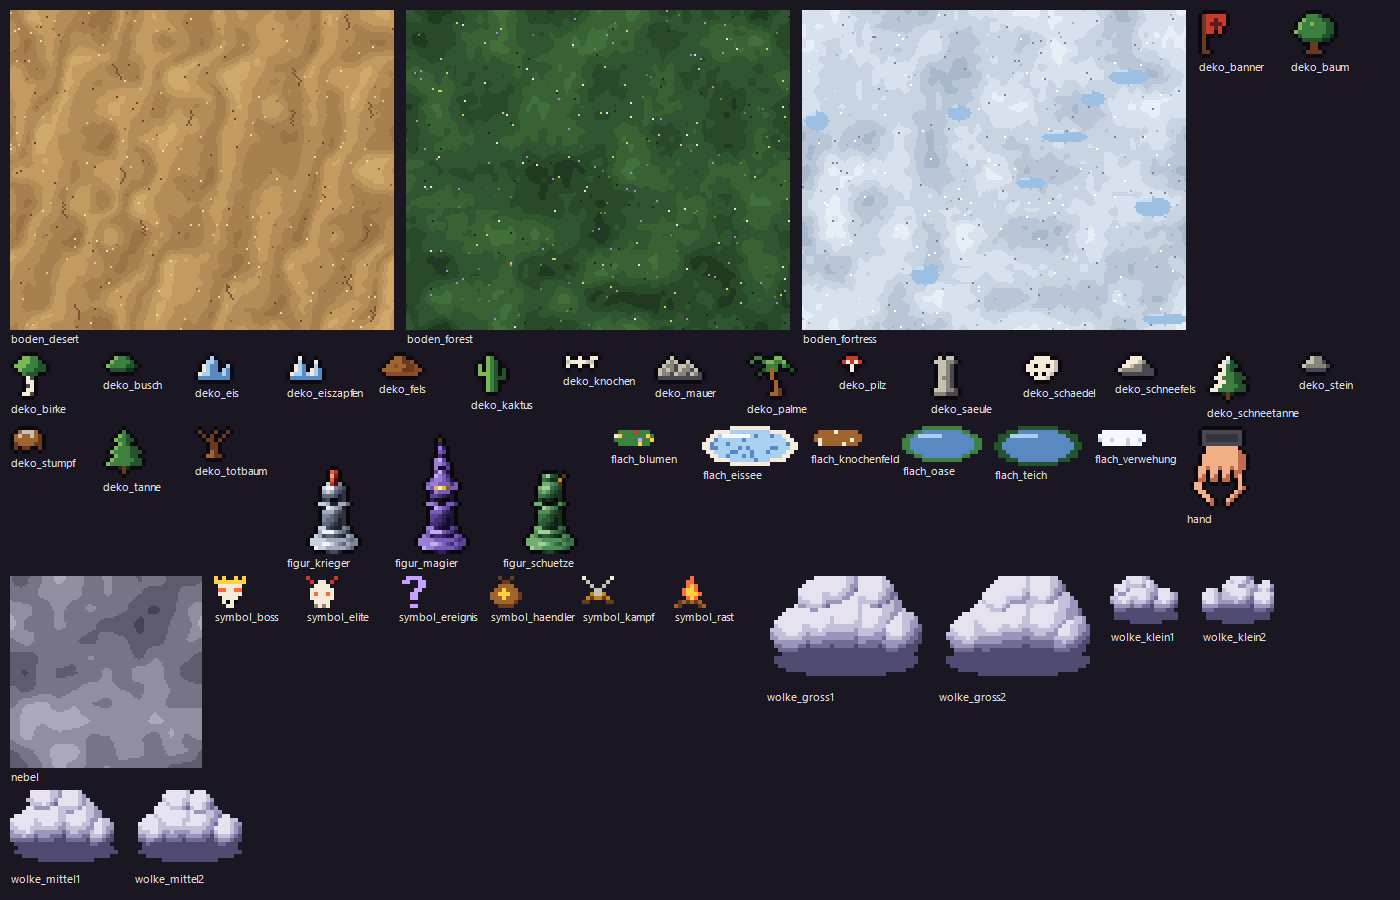 deko_banner
deko_baum
boden_desert
boden_forest
boden_fortress
deko_birke
deko_busch
deko_eis
deko_eiszapfen
deko_fels
deko_kaktus
deko_knochen
deko_mauer
deko_palme
deko_pilz
deko_saeule
deko_schaedel
deko_schneefels
deko_schneetanne
deko_stein
deko_stumpf
deko_tanne
deko_totbaum
figur_krieger
figur_magier
figur_schuetze
flach_blumen
flach_eissee
flach_knochenfeld
flach_oase
flach_teich
flach_verwehung
hand
nebel
symbol_boss
symbol_elite
symbol_ereignis
symbol_haendler
symbol_kampf
symbol_rast
wolke_gross1
wolke_gross2
wolke_klein1
wolke_klein2
wolke_mittel1
wolke_mittel2